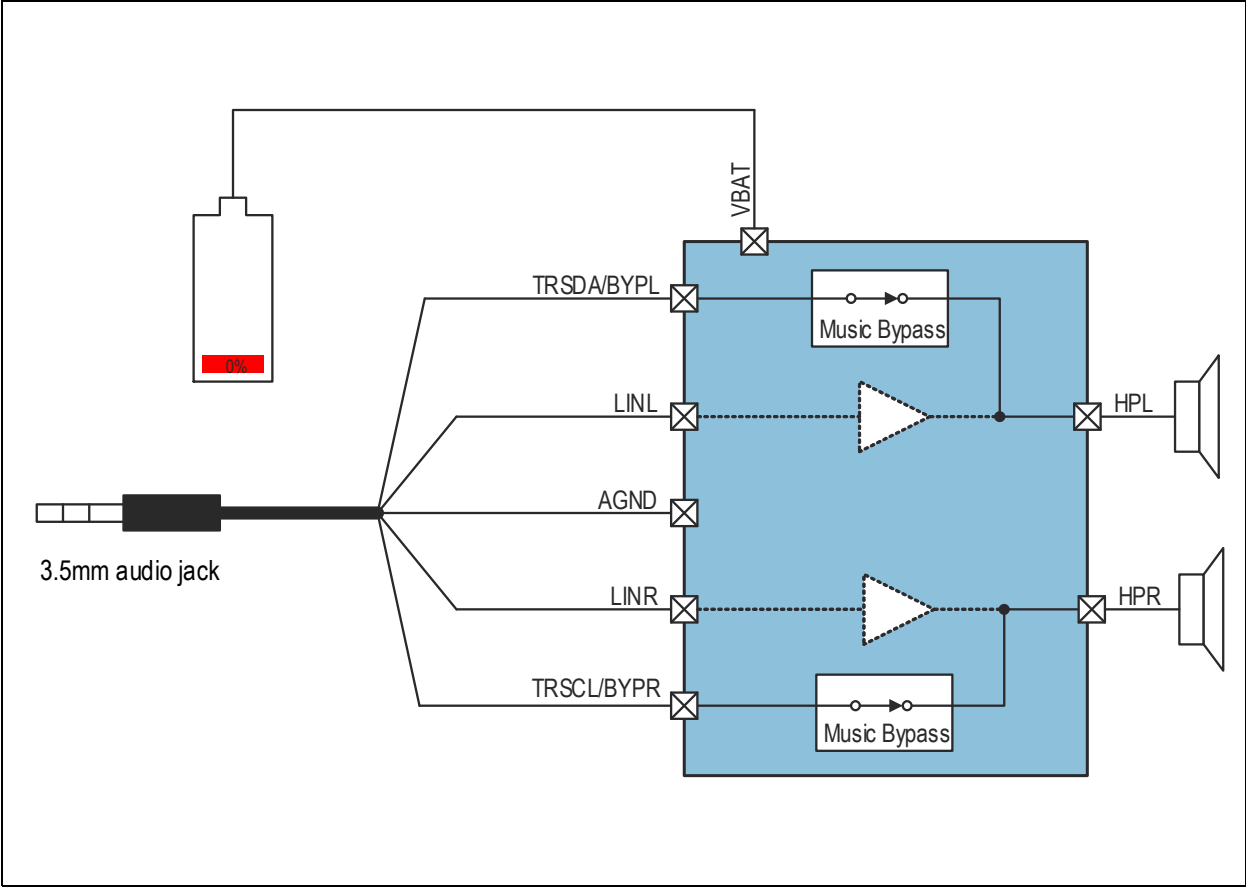 VBAT
TRSDA/BYPL
Music Bypass
0%
LINL
HPL
AGND
3.5mm audio jack
LINR
HPR
TRSCL/BYPR
Music Bypass